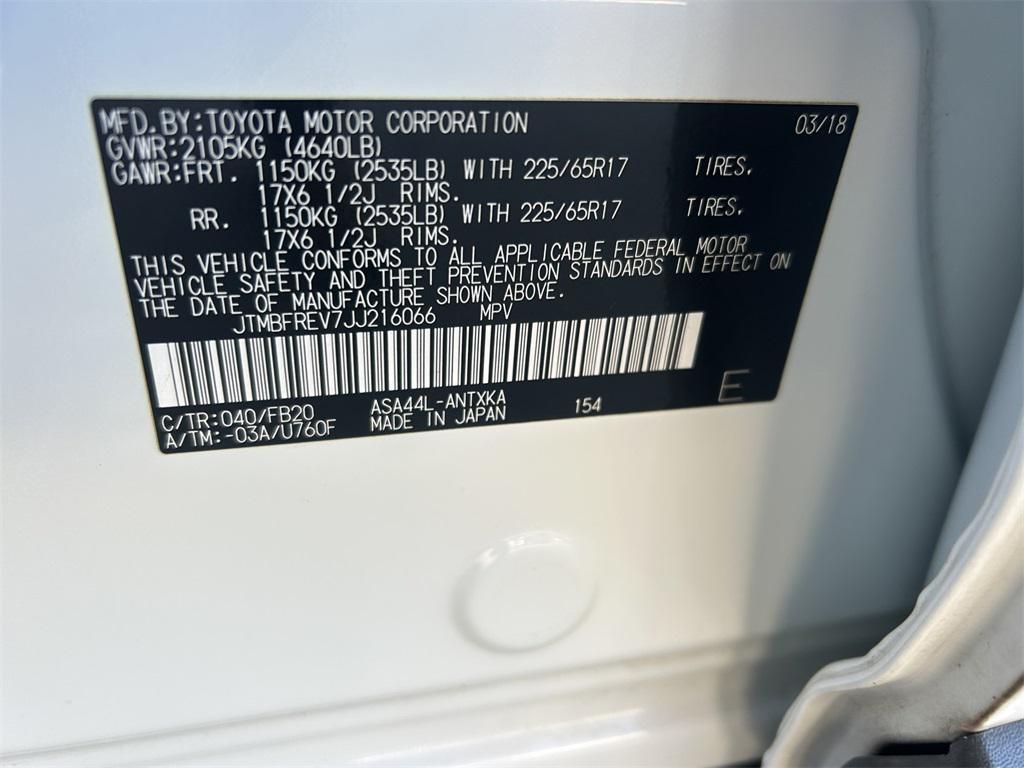 MFD.BY:TOYOTA MOTOR CORPORATION 03/18
GVWR:2105KG (4640LB)
GAWR:FRT. 1150KG (2535LB) WITH 225/65R17 TIRES,
17X6 1/2J RIMS.
RR. 1150KG (2535LB) WITH 225/65R17 TIRES,
17X6 1/2J RIMS.
THIS VEHICLE CONFORMS TO ALL APPLICABLE FEDERAL MOTOR
VEHICLE SAFETY AND THEFT PREVENTION STANDARDS IN EFFECT ON
THE DATE OF MANUFACTURE SHOWN ABOVE.
JTMBFREV7JJ216066 MPV
C/TR:040/FB20 ASA44L-ANTXKA 154 E
A/TM:-03A/U760F MADE IN JAPAN